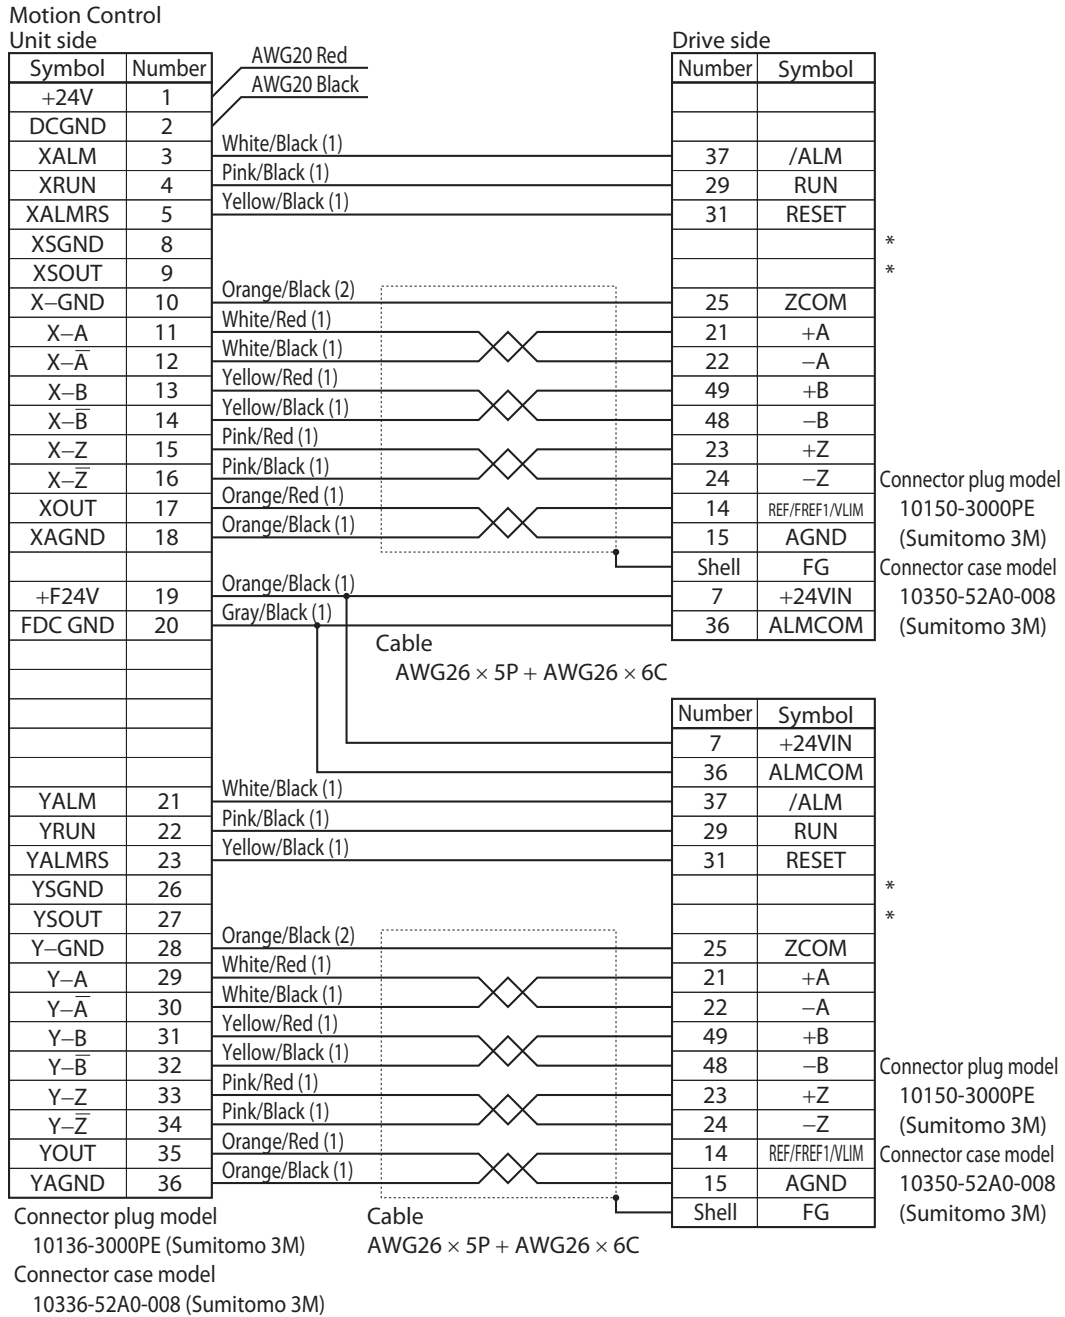 Motion Control
Unit side
Drive side
AWG20 Red
AWG20 Black
Symbol Number Number Symbol
+24V 1
DCGND 2
XALM 3 White/Black (1) 37 /ALM
XRUN 4 Pink/Black (1) 29 RUN
XALMRS 5 Yellow/Black (1) 31 RESET
XSGND 8 *
XSOUT 9 *
X−GND 10 Orange/Black (2) 25 ZCOM
X−A 11 White/Red (1) 21 +A
X−A̅ 12 White/Black (1) 22 −A
X−B 13 Yellow/Red (1) 49 +B
X−B̅ 14 Yellow/Black (1) 48 −B
X−Z 15 Pink/Red (1) 23 +Z
X−Z̅ 16 Pink/Black (1) 24 −Z Connector plug model
XOUT 17 Orange/Red (1) 14 REF/FREF1/VLIM 10150-3000PE
XAGND 18 Orange/Black (1) 15 AGND (Sumitomo 3M)
Shell FG Connector case model
+F24V 19 Orange/Black (1) 7 +24VIN 10350-52A0-008
FDC GND 20 Gray/Black (1) 36 ALMCOM (Sumitomo 3M)
Cable
AWG26 × 5P + AWG26 × 6C
Number Symbol
7 +24VIN
36 ALMCOM
YALM 21 White/Black (1) 37 /ALM
YRUN 22 Pink/Black (1) 29 RUN
YALMRS 23 Yellow/Black (1) 31 RESET
YSGND 26 *
YSOUT 27 *
Y−GND 28 Orange/Black (2) 25 ZCOM
Y−A 29 White/Red (1) 21 +A
Y−A̅ 30 White/Black (1) 22 −A
Y−B 31 Yellow/Red (1) 49 +B
Y−B̅ 32 Yellow/Black (1) 48 −B Connector plug model
Y−Z 33 Pink/Red (1) 23 +Z 10150-3000PE
Y−Z̅ 34 Pink/Black (1) 24 −Z (Sumitomo 3M)
YOUT 35 Orange/Red (1) 14 REF/FREF1/VLIM Connector case model
YAGND 36 Orange/Black (1) 15 AGND 10350-52A0-008
Shell FG (Sumitomo 3M)
Connector plug model
10136-3000PE (Sumitomo 3M)
Connector case model
10336-52A0-008 (Sumitomo 3M)
Cable
AWG26 × 5P + AWG26 × 6C